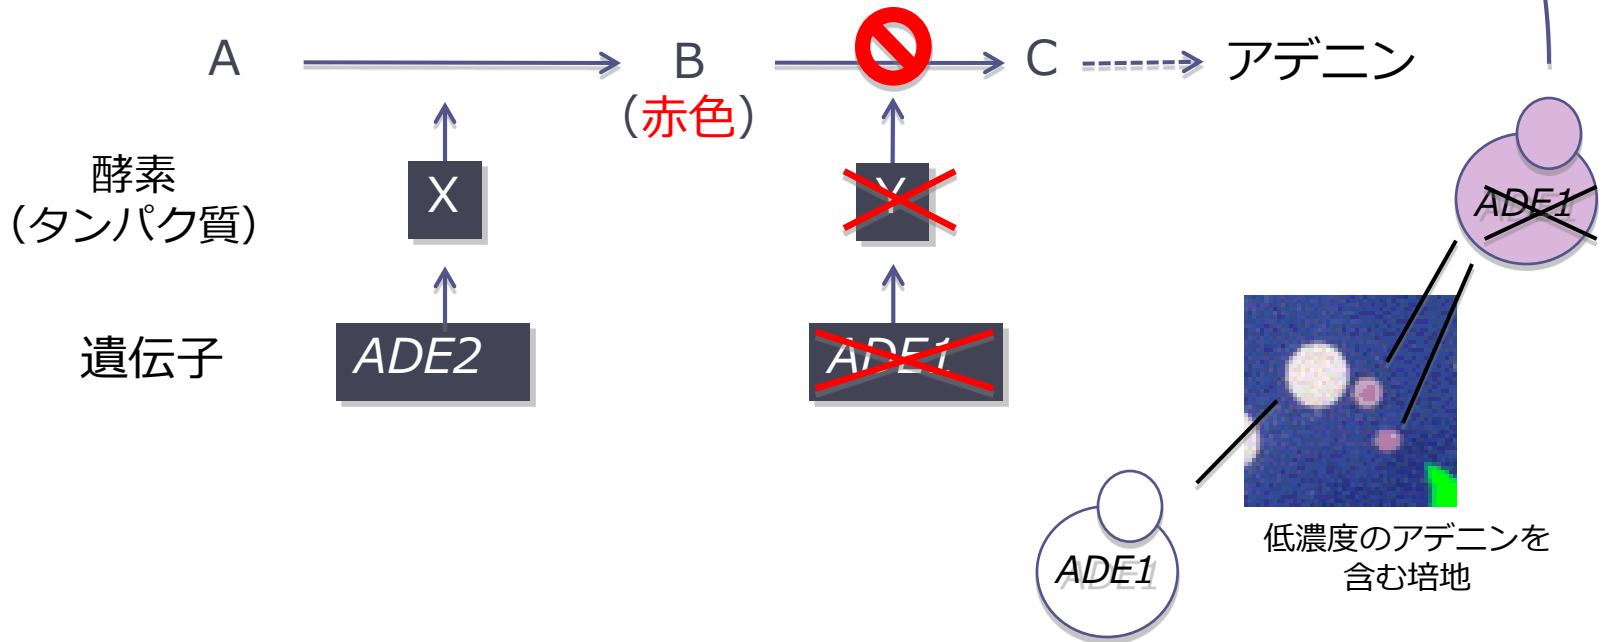 A
B
C
アデニン
（赤色）
酵素
（タンパク質）
X
Y
ADE1
遺伝子
ADE2
ADE1
ADE1
低濃度のアデニンを
含む培地